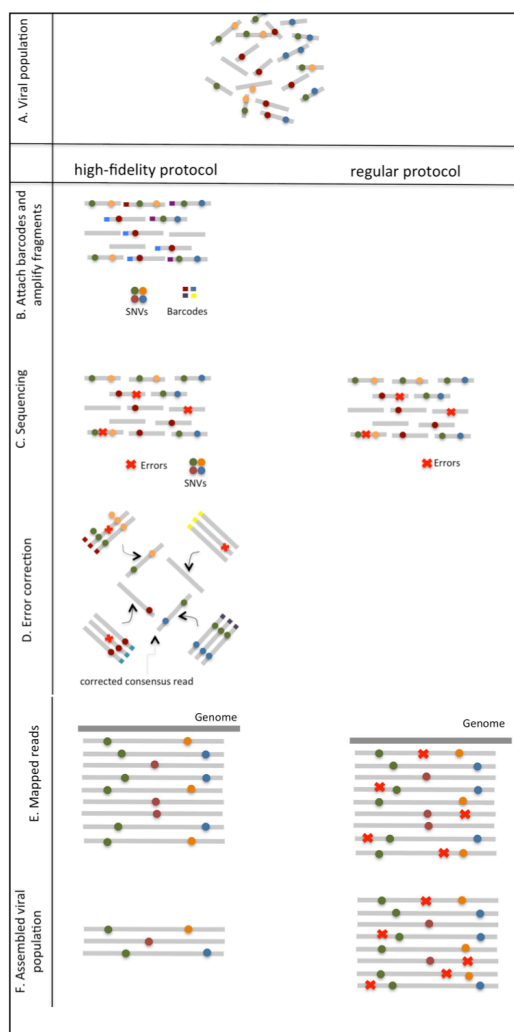 A. Viral population
high-fidelity protocol
regular protocol
B. Attach barcodes and
amplify fragments
SNVs
Barcodes
C. Sequencing
Errors
SNVs
Errors
D. Error correction
corrected consensus read
E. Mapped reads
Genome
Genome
F. Assembled viral
population